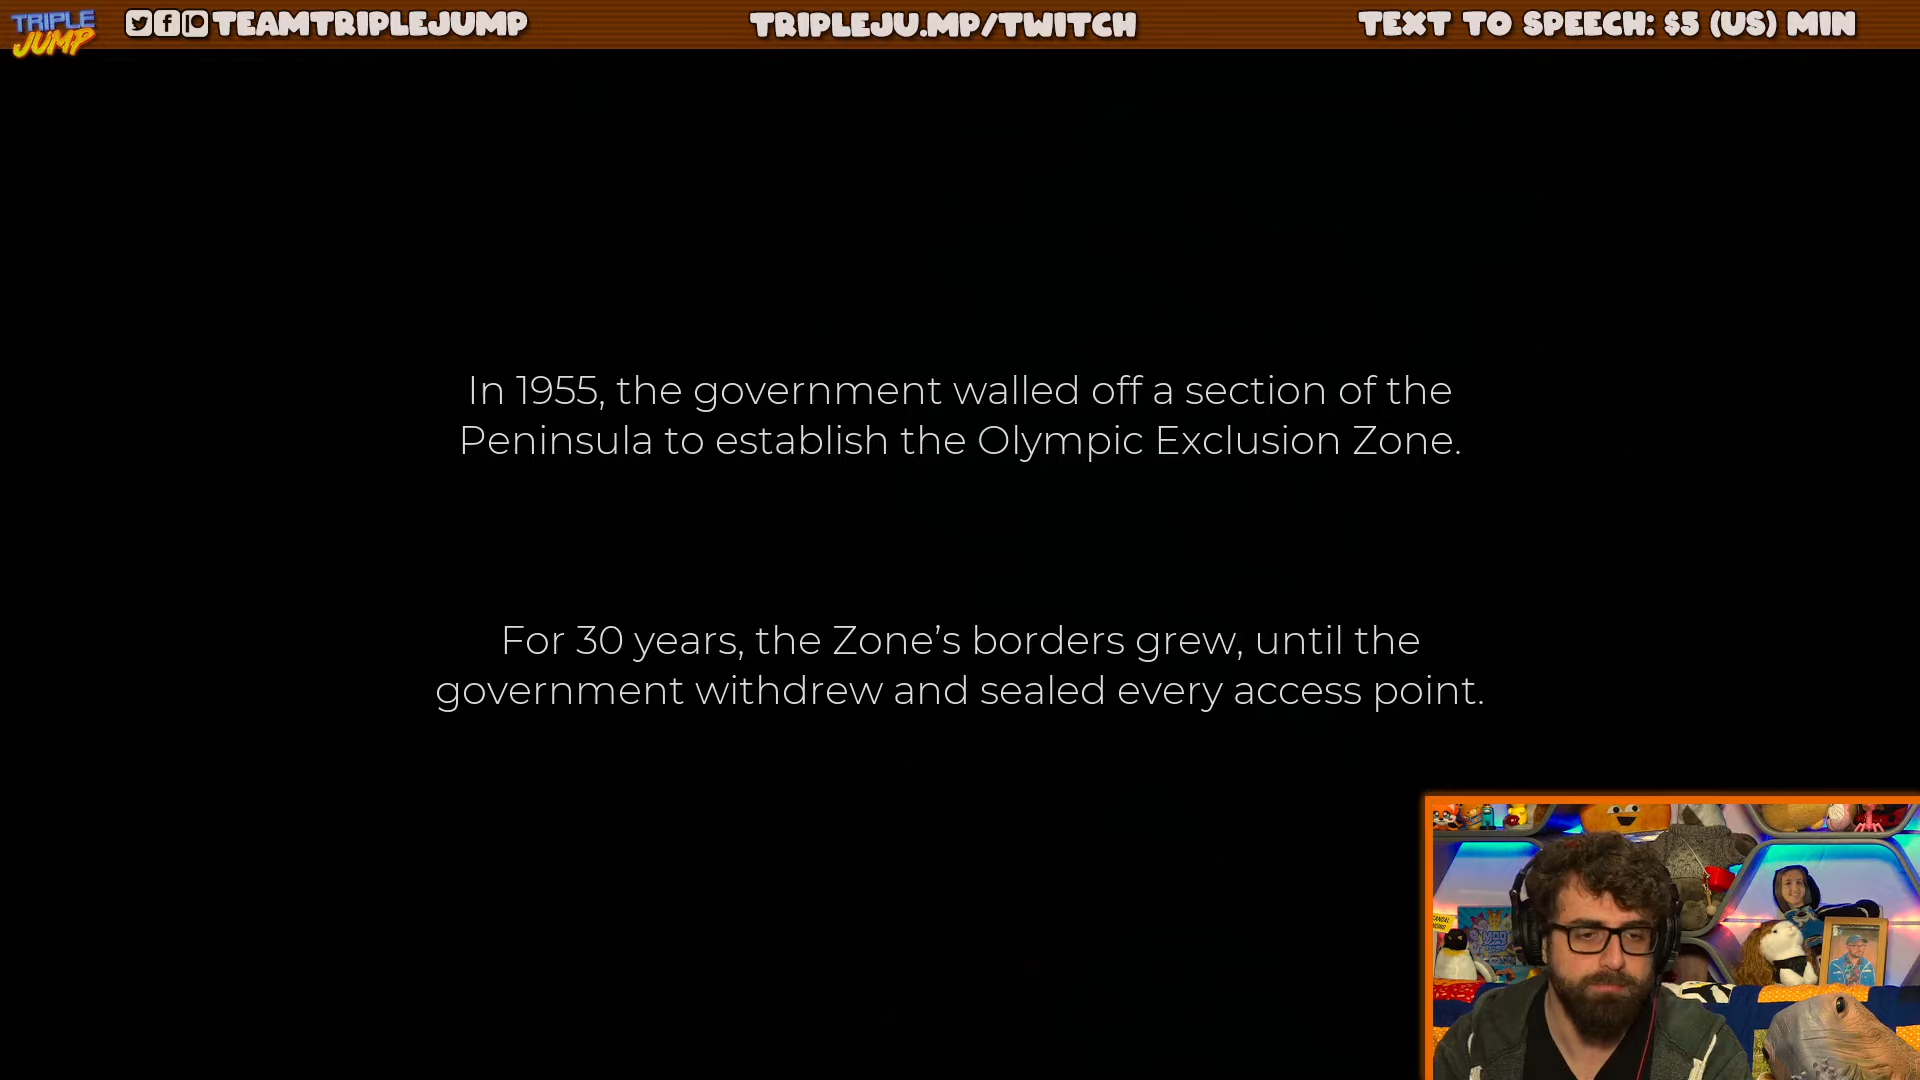 TRIPLE
JUMP
TEAMTRIPLEJUMP
TRIPLEJU.MP/TWITCH
TEXT TO SPEECH: $5 (US) MIN
In 1955, the government walled off a section of the
Peninsula to establish the Olympic Exclusion Zone.
For 30 years, the Zone’s borders grew, until the
government withdrew and sealed every access point.